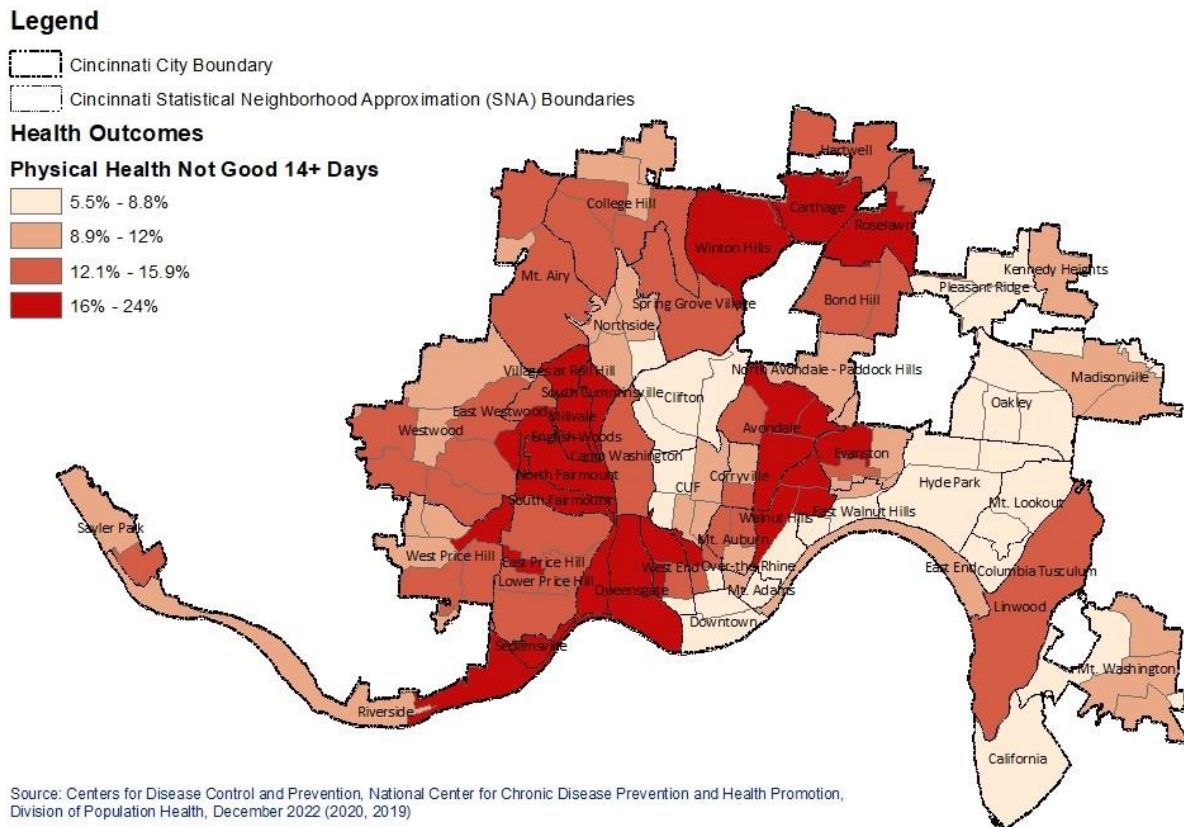 Legend
Cincinnati City Boundary
Cincinnati Statistical Neighborhood Approximation (SNA) Boundaries
Health Outcomes
Physical Health Not Good 14+ Days
5.5% - 8.8%
8.9% - 12%
12.1% - 15.9%
16% - 24%
Hartwell
College Hill
Carthage
Roselawn
Winton Hills
Mt. Airy
Kennedy Heights
Pleasant Ridge
Spring Grove Village
Bond Hill
Northside
Villages at Roll Hill
North Avondale - Paddock Hills
Madisonville
South Cumminsville
Clifton
Oakley
East Westwood
Millvale
Westwood
Avondale
English Woods
Camp Washington
Evanston
North Fairmount
Corryville
Hyde Park
CUF
South Fairmount
Mt. Lookout
Walnut Hills
East Walnut Hills
Sayler Park
Mt. Auburn
West Price Hill
East Price Hill
West End
Over-the-Rhine
East End
Columbia Tusculum
Lower Price Hill
Queensgate
Mt. Adams
Linwood
Downtown
Sedamsville
Mt. Washington
Riverside
California
Source: Centers for Disease Control and Prevention, National Center for Chronic Disease Prevention and Health Promotion,
Division of Population Health, December 2022 (2020, 2019)